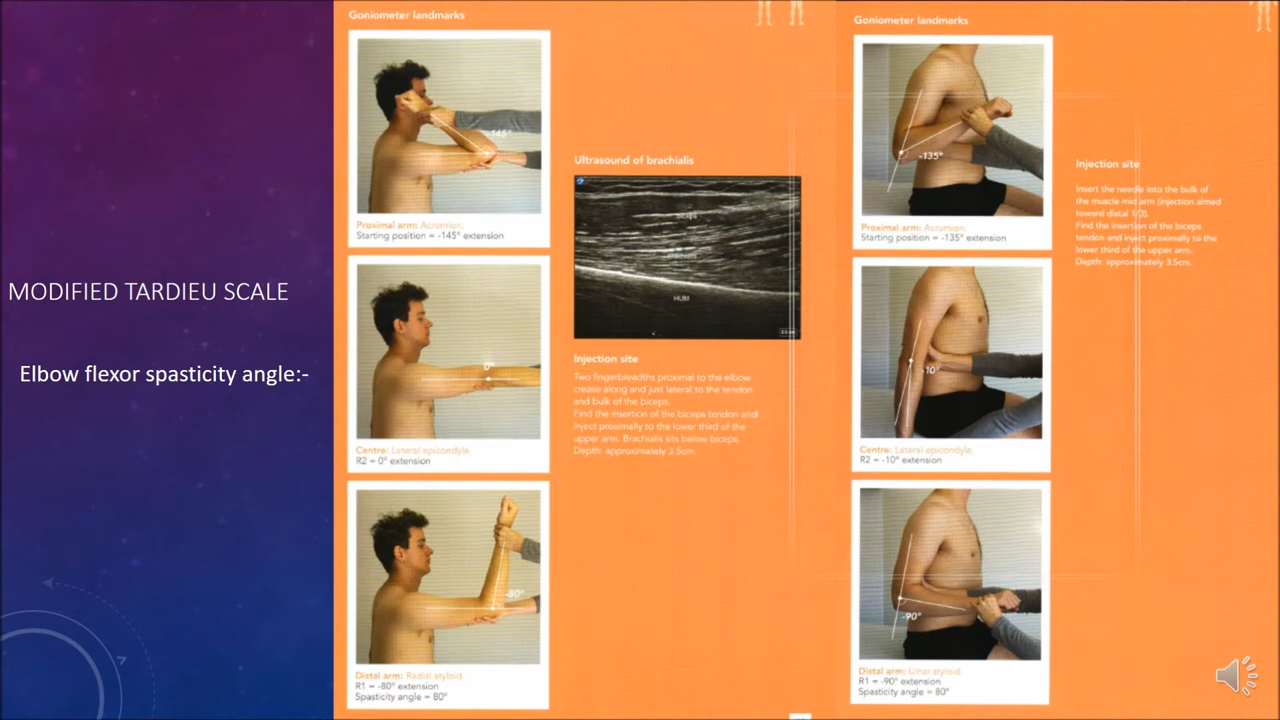 MODIFIED TARDIEU SCALE
Elbow flexor spasticity angle:-
Goniometer landmarks
-145°
Proximal arm: Acromion.
Starting position = -145° extension
0°
Centre: Lateral epicondyle.
R2 = 0° extension
-80°
Distal arm: Radial styloid.
R1 = -80° extension
Spasticity angle = 80°
Ultrasound of brachialis
Biceps
Brachialis
HUM
Injection site
Two fingerbreadths proximal to the elbow
crease along and just lateral to the tendon
and bulk of the biceps.
Find the insertion of the biceps tendon and
inject proximally to the lower third of the
upper arm. Brachialis sits below biceps.
Depth: approximately 3.5cm.
Goniometer landmarks
-135°
Proximal arm: Acromion.
Starting position = -135° extension
-10°
Centre: Lateral epicondyle
R2 = -10° extension
-90°
Distal arm: Ulnar styloid.
R1 = -90° extension
Spasticity angle = 80°
Injection site
Insert the needle into the bulk of
the muscle mid arm (injection aimed
toward distal 1/3).
Find the insertion of the biceps
tendon and inject proximally to the
lower third of the upper arm.
Depth: approximately 3.5cm.